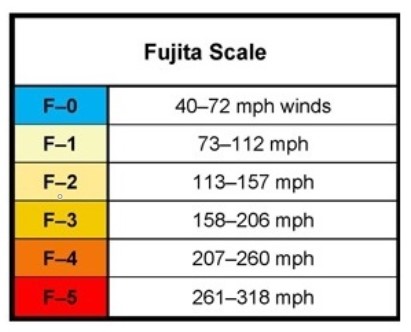 Fujita Scale
F–0 40–72 mph winds
F–1 73–112 mph
F–2 113–157 mph
F–3 158–206 mph
F–4 207–260 mph
F–5 261–318 mph